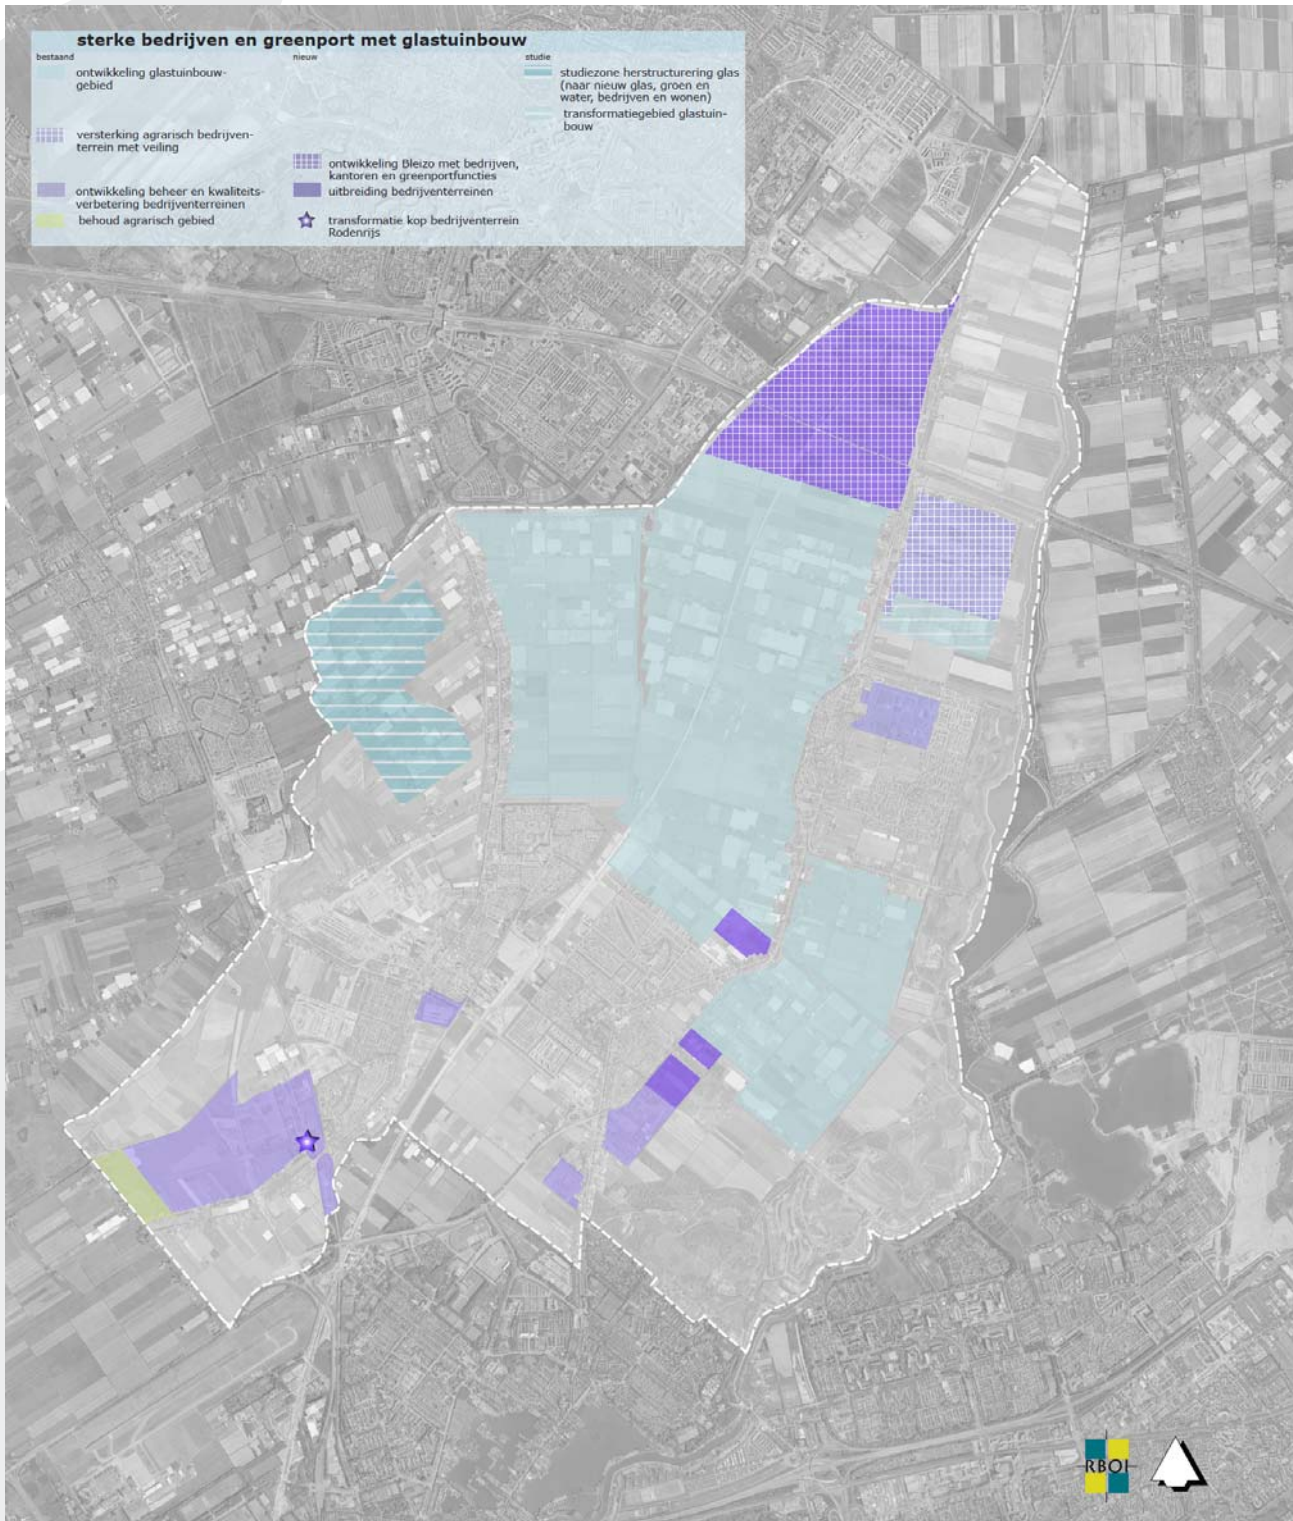 sterke bedrijven en greenport met glastuinbouw
bestaand
ontwikkeling glastuinbouw-
gebied
versterking agrarisch bedrijven-
terrein met veiling
ontwikkeling beheer en kwaliteits-
verbetering bedrijventerreinen
behoud agrarisch gebied
nieuw
ontwikkeling Bleizo met bedrijven,
kantoren en greenportfuncties
uitbreiding bedrijventerreinen
transformatie kop bedrijventerrein
Rodenrijs
studie
studiezone herstructurering glas
(naar nieuw glas, groen en
water, bedrijven en wonen)
transformatiegebied glastuin-
bouw
RBOI